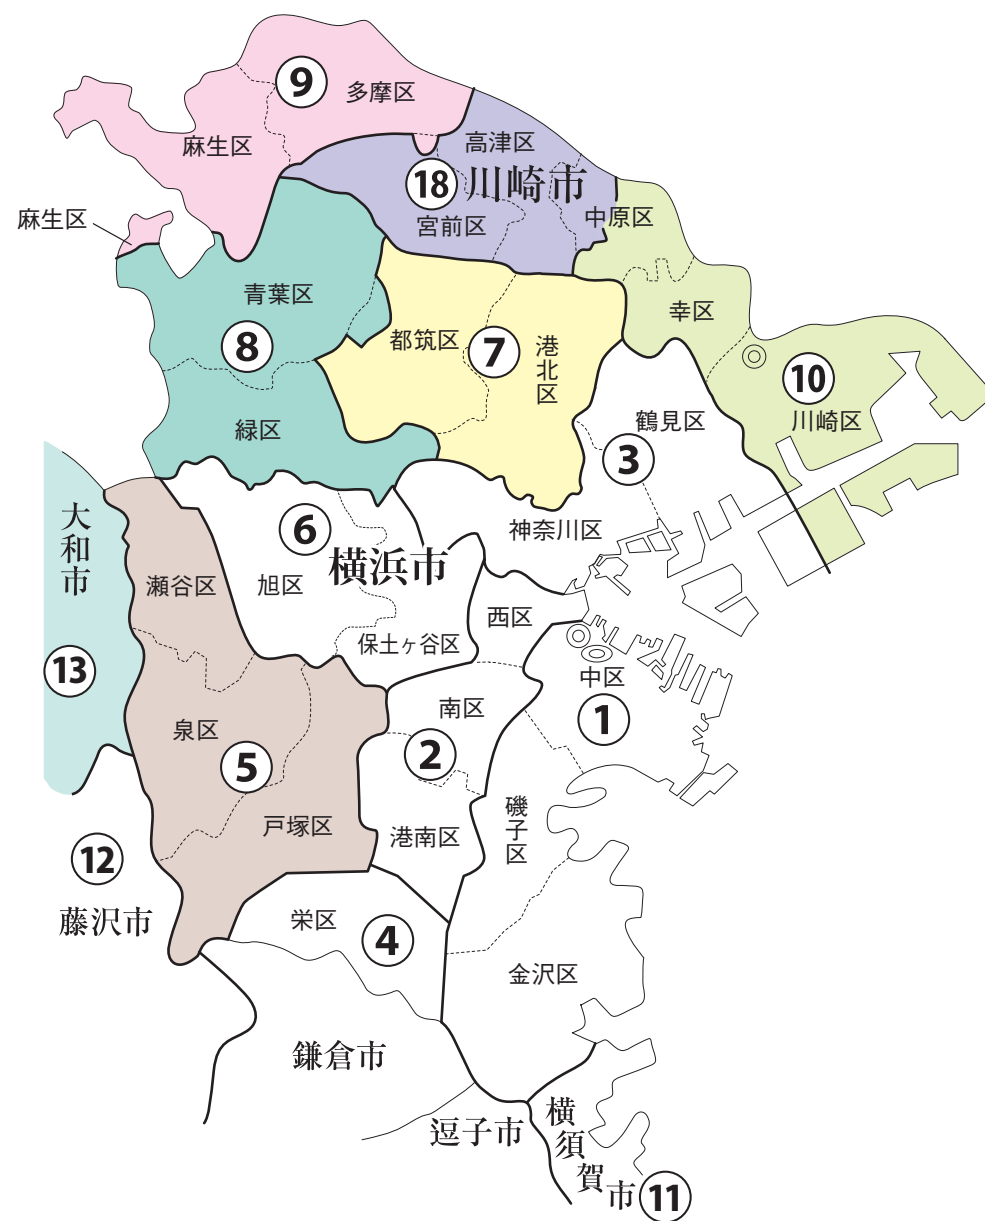 9
多摩区
麻生区
高津区
18
川崎市
宮前区
中原区
麻生区
青葉区
8
都筑区
7
港北区
幸区
10
川崎区
緑区
鶴見区
3
大和市
6
横浜市
神奈川区
瀬谷区
旭区
西区
保土ヶ谷区
13
中区
南区
1
泉区
5
2
磯子区
戸塚区
港南区
12
藤沢市
栄区
4
金沢区
鎌倉市
逗子市
横須賀市
11